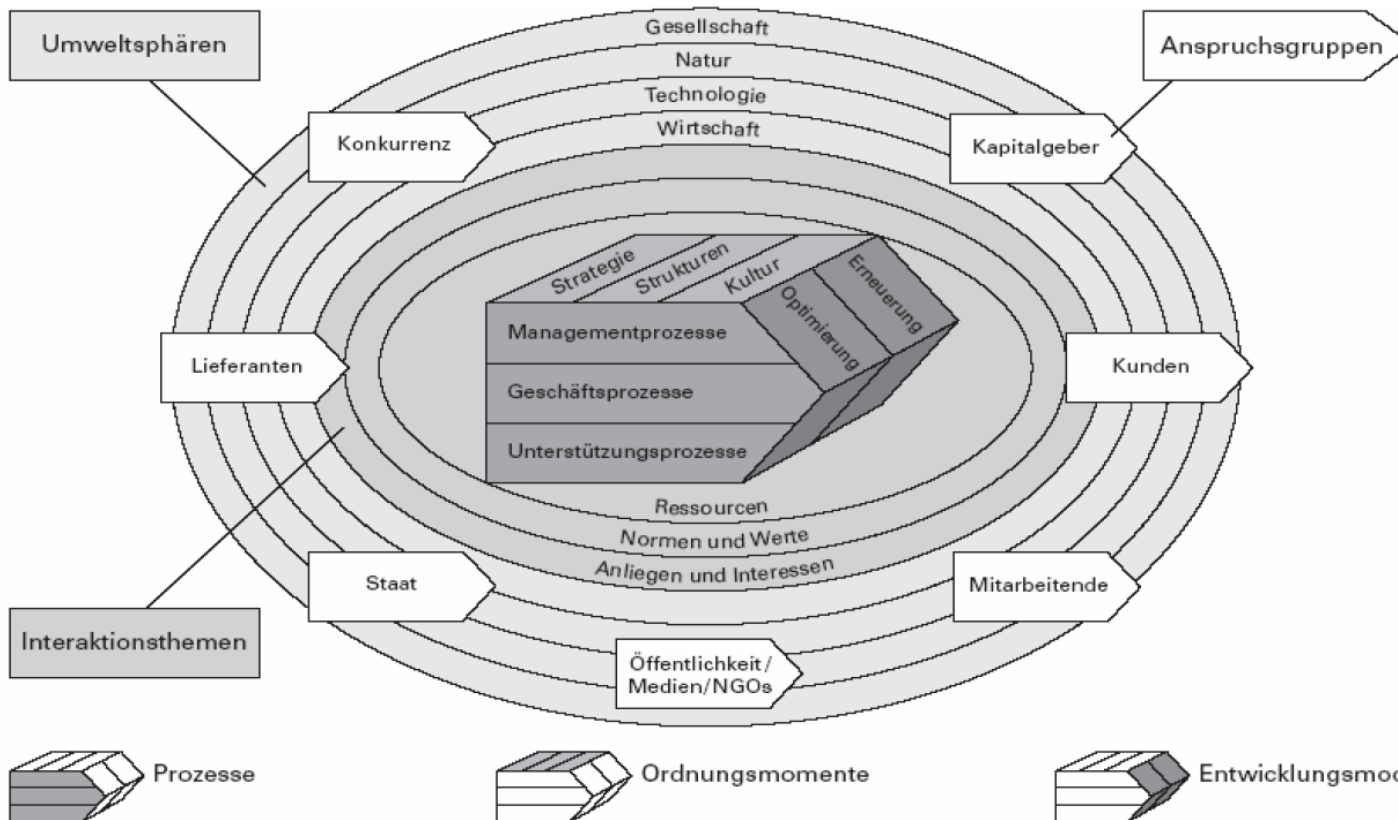 Umweltsphären
Gesellschaft
Anspruchsgruppen
Natur
Technologie
Konkurrenz
Wirtschaft
Kapitalgeber
Strategie
Strukturen
Kultur
Optimierung
Erneuerung
Managementprozesse
Lieferanten
Kunden
Geschäftsprozesse
Unterstützungsprozesse
Ressourcen
Normen und Werte
Anliegen und Interessen
Staat
Mitarbeitende
Interaktionsthemen
Öffentlichkeit/
Medien/NGOs
Prozesse
Ordnungsmomente